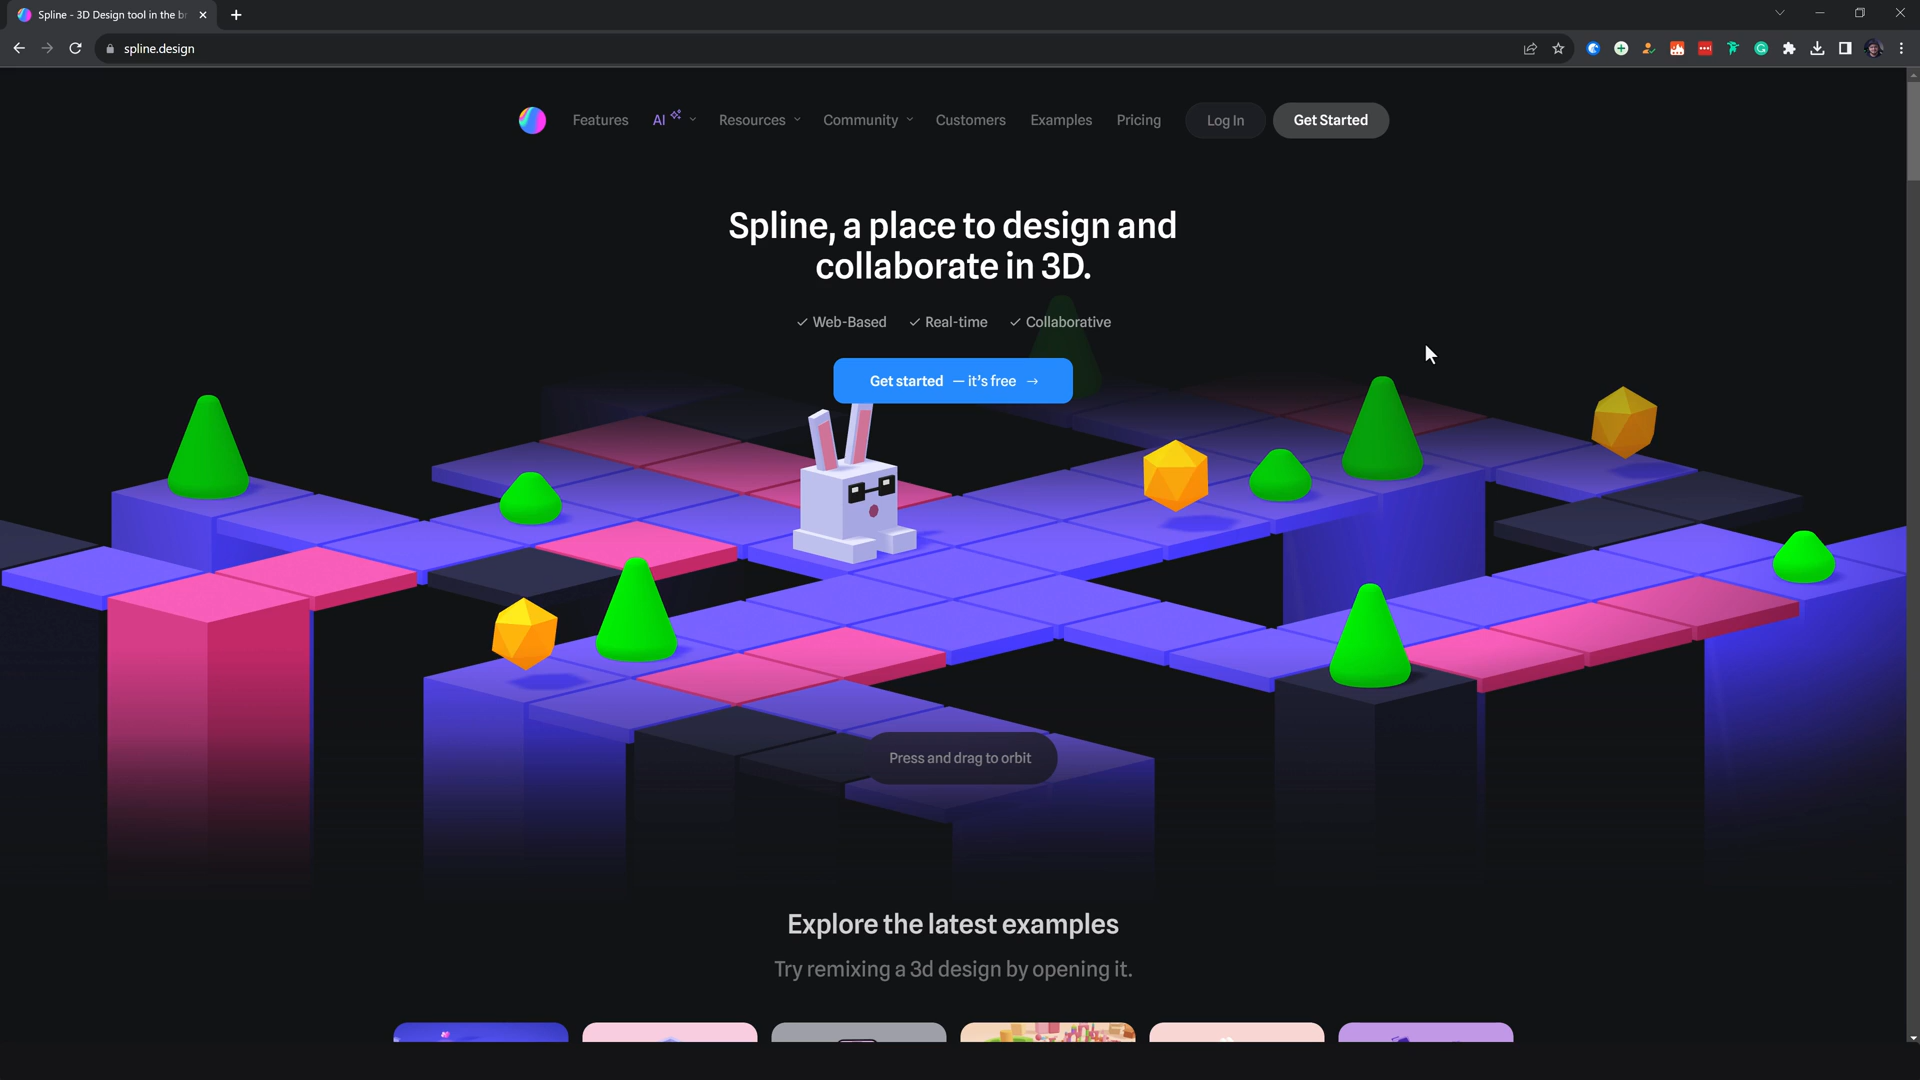 Spline - 3D Design tool in the br
spline.design
Features
AI
Resources
Community
Customers
Examples
Pricing
Log In
Get Started
Spline, a place to design and
collaborate in 3D.
Web-Based
Real-time
Collaborative
Get started — it's free →
Press and drag to orbit
Explore the latest examples
Try remixing a 3d design by opening it.